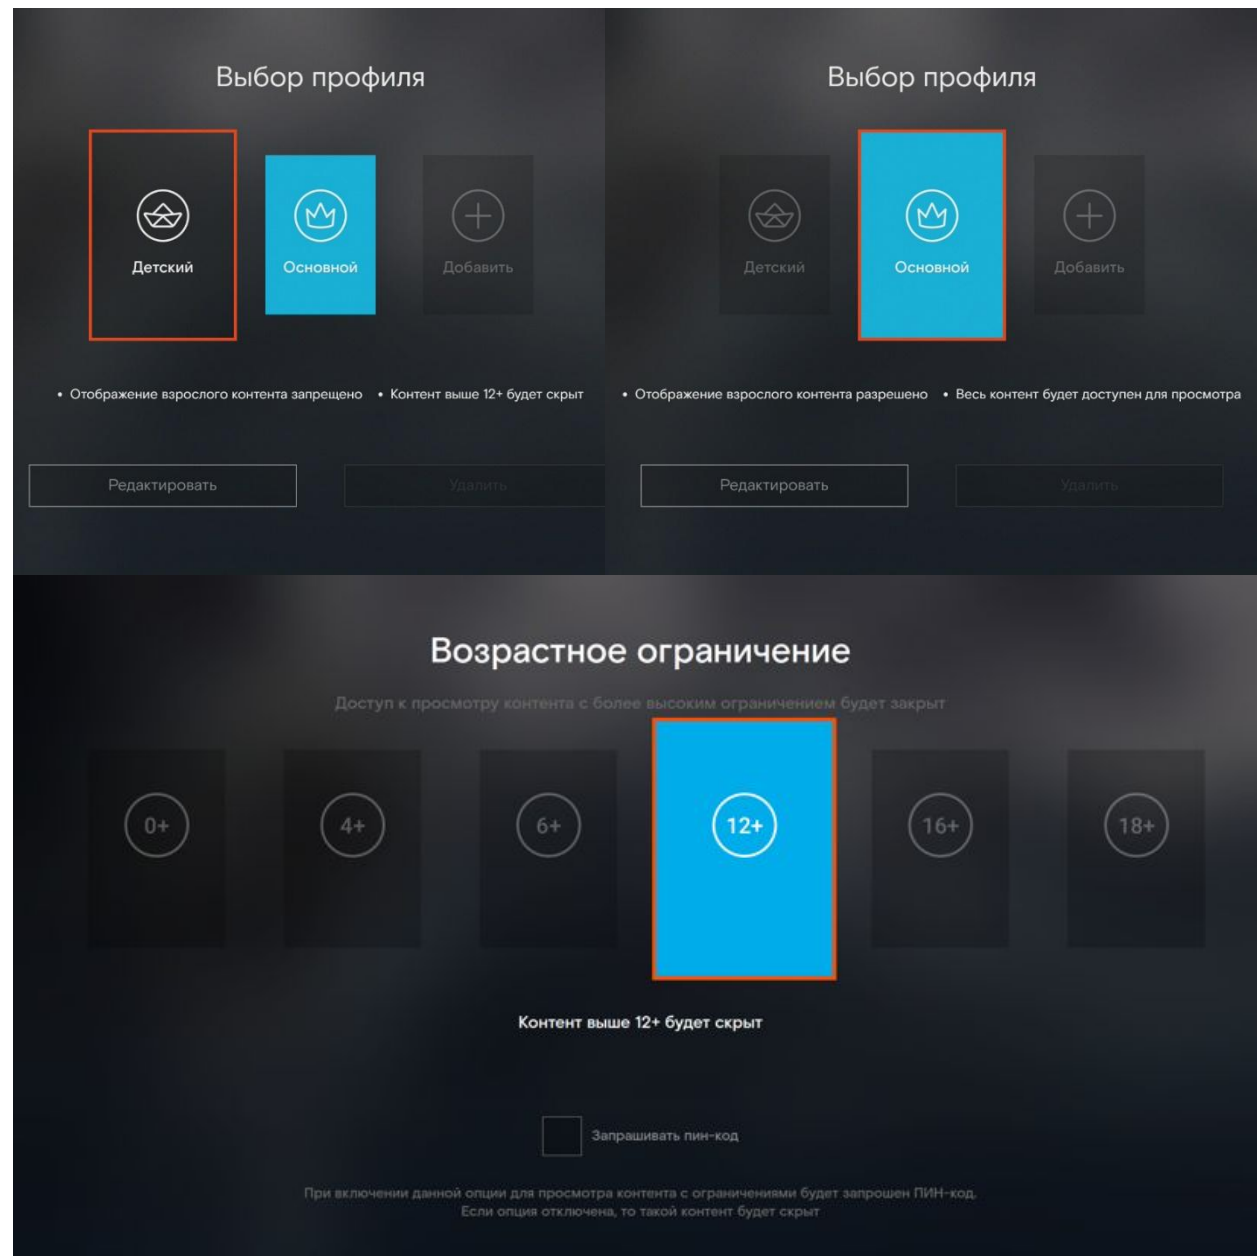 Выбор профиля
Детский
Основной
Добавить
• Отображение взрослого контента запрещено • Контент выше 12+ будет скрыт
Редактировать
Удалить
Выбор профиля
Детский
Основной
Добавить
• Отображение взрослого контента разрешено • Весь контент будет доступен для просмотра
Редактировать
Удалить
Возрастное ограничение
Доступ к просмотру контента с более высоким ограничением будет закрыт
0+ 4+ 6+ 12+ 16+ 18+
Контент выше 12+ будет скрыт
Запрашивать пин-код
При включении данной опции для просмотра контента с ограничениями будет запрошен ПИН-код.
Если опция отключена, то такой контент будет скрыт